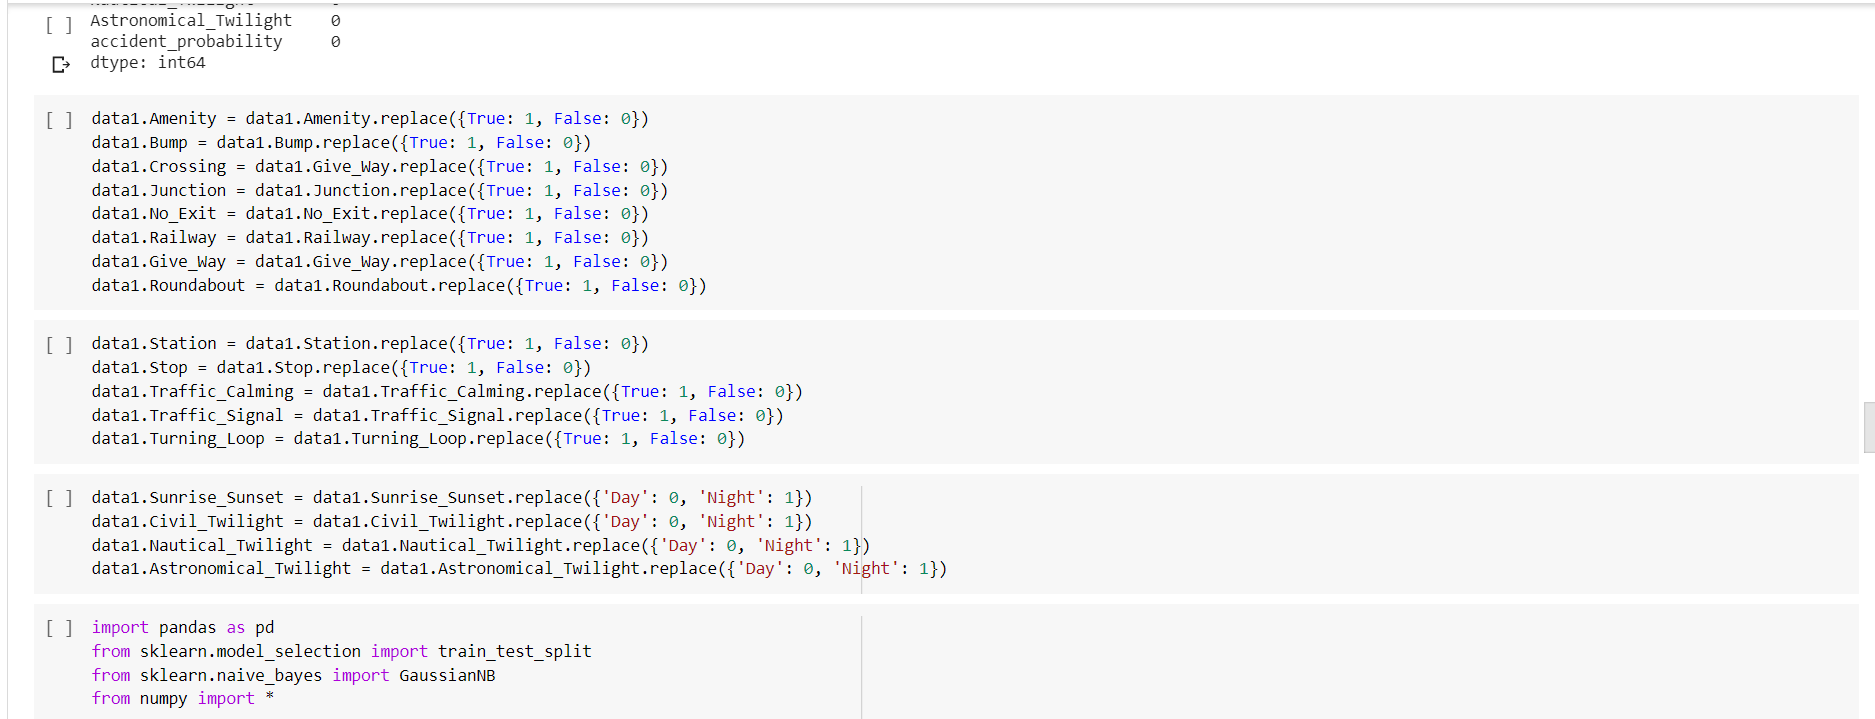 [ ] Astronomical_Twilight 0
accident_probability 0
dtype: int64
[ ] data1.Amenity = data1.Amenity.replace({True: 1, False: 0})
data1.Bump = data1.Bump.replace({True: 1, False: 0})
data1.Crossing = data1.Give_Way.replace({True: 1, False: 0})
data1.Junction = data1.Junction.replace({True: 1, False: 0})
data1.No_Exit = data1.No_Exit.replace({True: 1, False: 0})
data1.Railway = data1.Railway.replace({True: 1, False: 0})
data1.Give_Way = data1.Give_Way.replace({True: 1, False: 0})
data1.Roundabout = data1.Roundabout.replace({True: 1, False: 0})
[ ] data1.Station = data1.Station.replace({True: 1, False: 0})
data1.Stop = data1.Stop.replace({True: 1, False: 0})
data1.Traffic_Calming = data1.Traffic_Calming.replace({True: 1, False: 0})
data1.Traffic_Signal = data1.Traffic_Signal.replace({True: 1, False: 0})
data1.Turning_Loop = data1.Turning_Loop.replace({True: 1, False: 0})
[ ] data1.Sunrise_Sunset = data1.Sunrise_Sunset.replace({'Day': 0, 'Night': 1})
data1.Civil_Twilight = data1.Civil_Twilight.replace({'Day': 0, 'Night': 1})
data1.Nautical_Twilight = data1.Nautical_Twilight.replace({'Day': 0, 'Night': 1})
data1.Astronomical_Twilight = data1.Astronomical_Twilight.replace({'Day': 0, 'Night': 1})
[ ] import pandas as pd
from sklearn.model_selection import train_test_split
from sklearn.naive_bayes import GaussianNB
from numpy import *